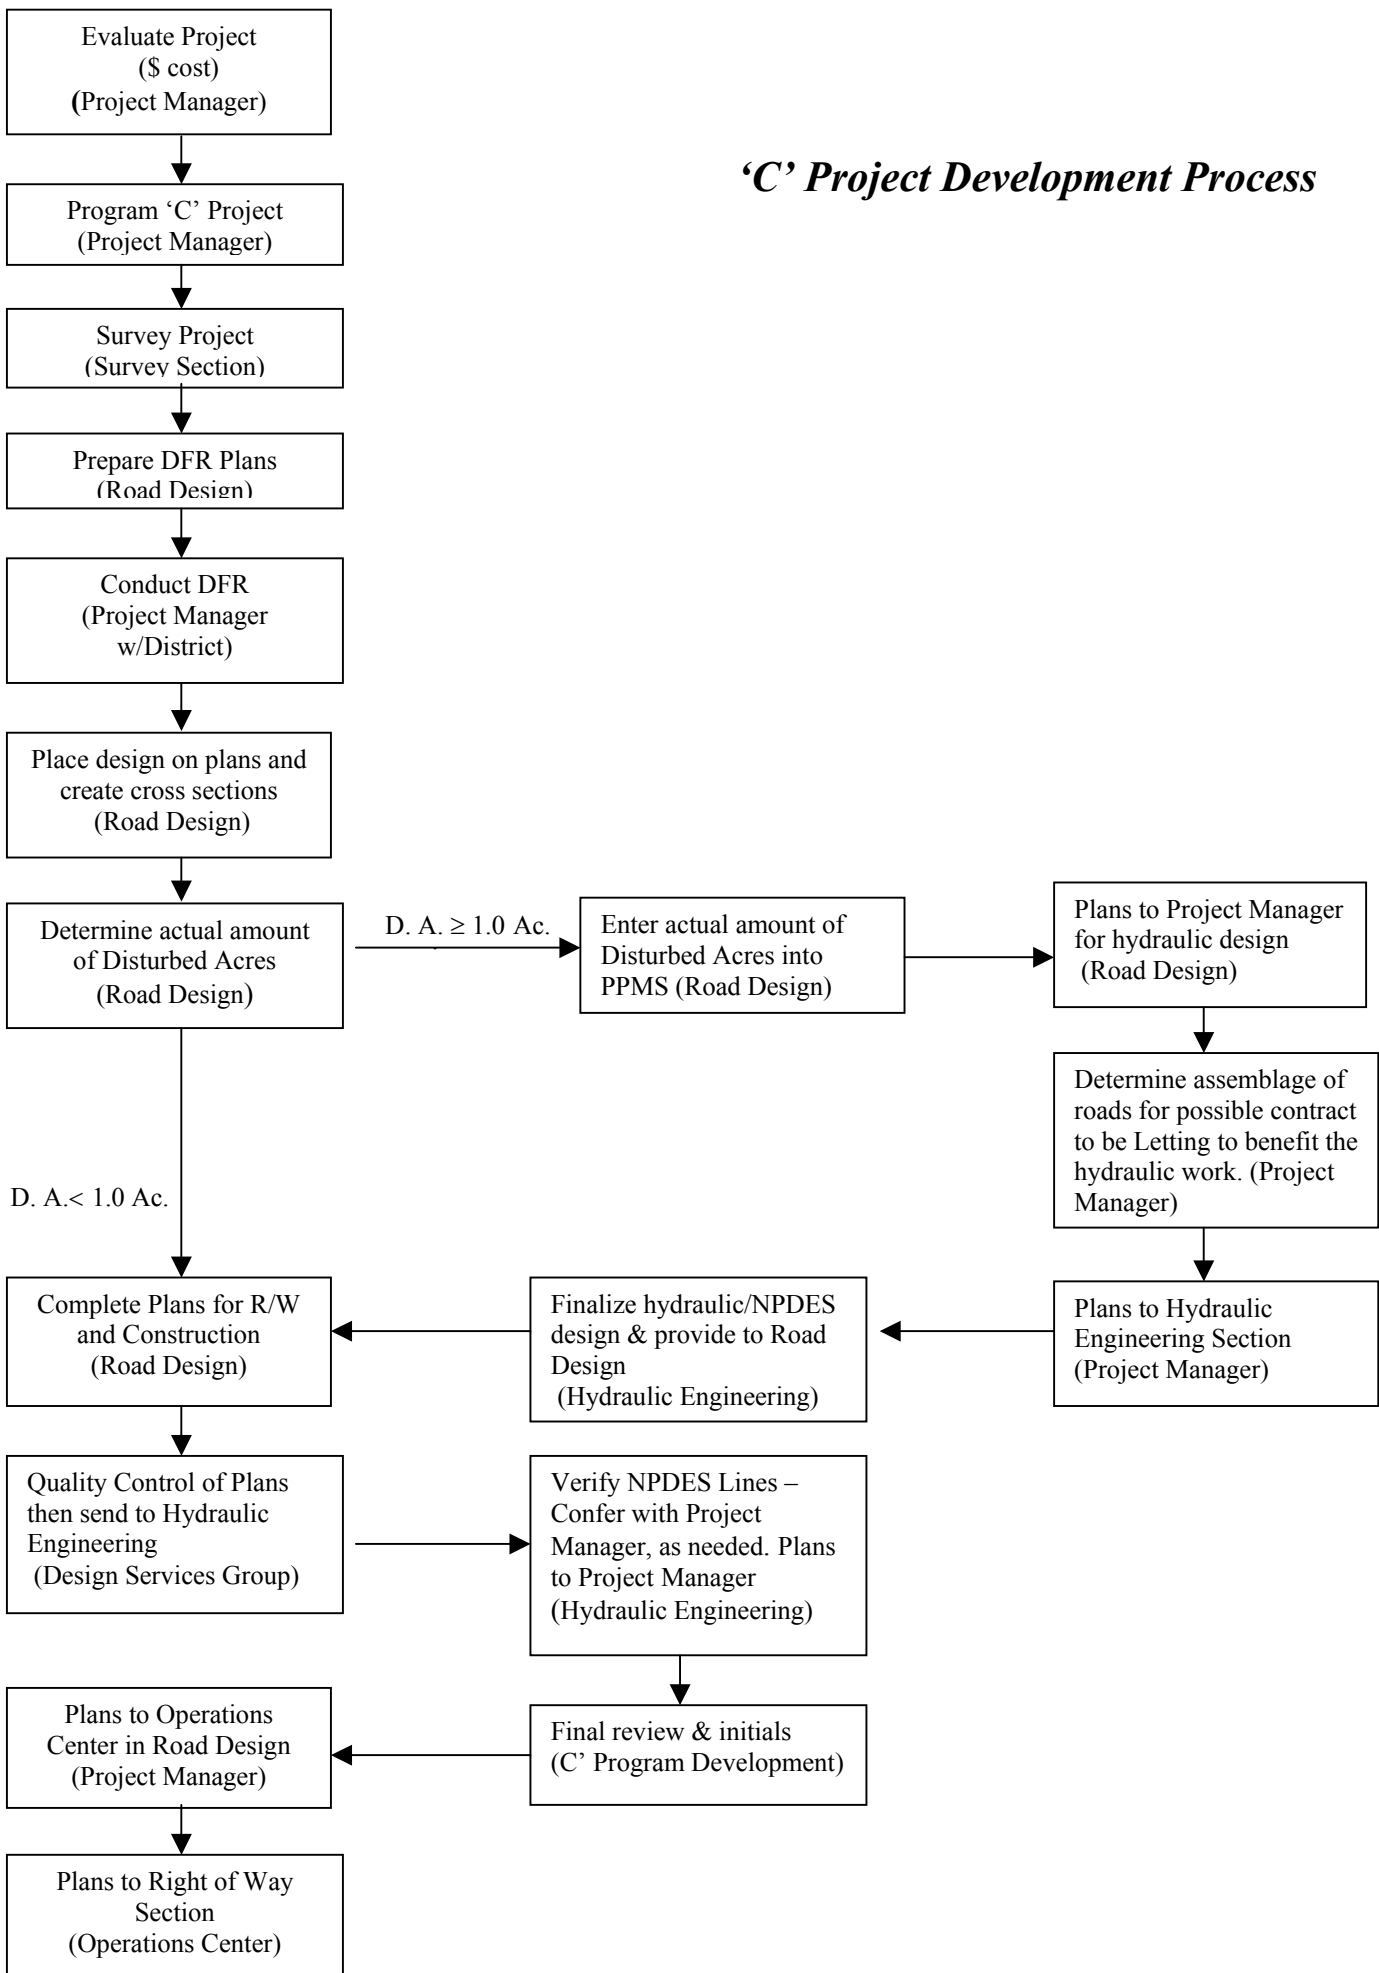 Evaluate Project
($ cost)
(Project Manager)
‘C’ Project Development Process
Program ‘C’ Project
(Project Manager)
Survey Project
(Survey Section)
Prepare DFR Plans
(Road Design)
Conduct DFR
(Project Manager
w/District)
Place design on plans and
create cross sections
(Road Design)
Determine actual amount
of Disturbed Acres
(Road Design)
D. A. ≥ 1.0 Ac.
Enter actual amount of
Disturbed Acres into
PPMS (Road Design)
Plans to Project Manager
for hydraulic design
(Road Design)
Determine assemblage of
roads for possible contract
to be Letting to benefit the
hydraulic work. (Project
Manager)
D. A.< 1.0 Ac.
Complete Plans for R/W
and Construction
(Road Design)
Finalize hydraulic/NPDES
design & provide to Road
Design
(Hydraulic Engineering)
Plans to Hydraulic
Engineering Section
(Project Manager)
Quality Control of Plans
then send to Hydraulic
Engineering
(Design Services Group)
Verify NPDES Lines –
Confer with Project
Manager, as needed. Plans
to Project Manager
(Hydraulic Engineering)
Plans to Operations
Center in Road Design
(Project Manager)
Final review & initials
(C’ Program Development)
Plans to Right of Way
Section
(Operations Center)